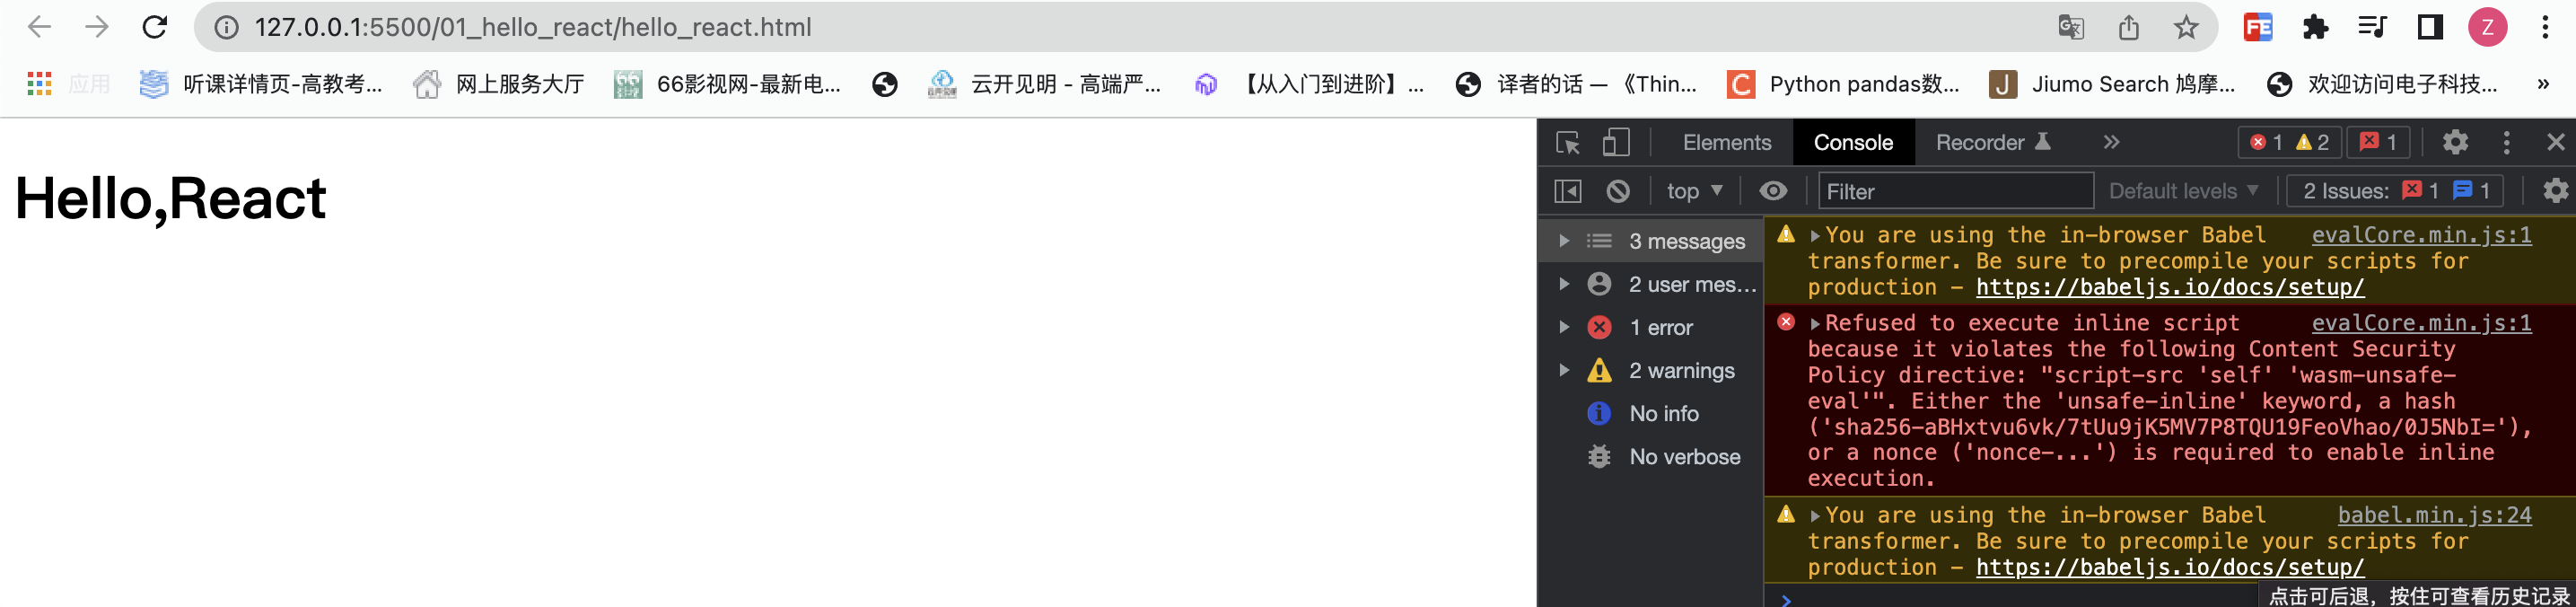 127.0.0.1:5500/01_hello_react/hello_react.html
FE
Z
应用 听课详情页-高教考... 网上服务大厅 66影视网-最新电... 云开见明 - 高端严... 【从入门到进阶】 ... 译者的话 — 《Thin... C Python pandas数... J Jiumo Search 鸠摩... 欢迎访问电子科技... »
Hello,React
Elements Console Recorder » 1 2 1
top Filter Default levels 2 Issues: 1 1
3 messages
2 user mes...
1 error
2 warnings
No info
No verbose
You are using the in-browser Babel evalCore.min.js:1
transformer. Be sure to precompile your scripts for
production – https://babeljs.io/docs/setup/
Refused to execute inline script evalCore.min.js:1
because it violates the following Content Security
Policy directive: "script-src 'self' 'wasm-unsafe-
eval'". Either the 'unsafe-inline' keyword, a hash
('sha256-aBHxtvu6vk/7tUu9jK5MV7P8TQU19FeoVhao/0J5NbI='),
or a nonce ('nonce-...') is required to enable inline
execution.
You are using the in-browser Babel babel.min.js:24
transformer. Be sure to precompile your scripts for
production – https://babeljs.io/docs/setup/
点击可后退，按住可查看历史记录